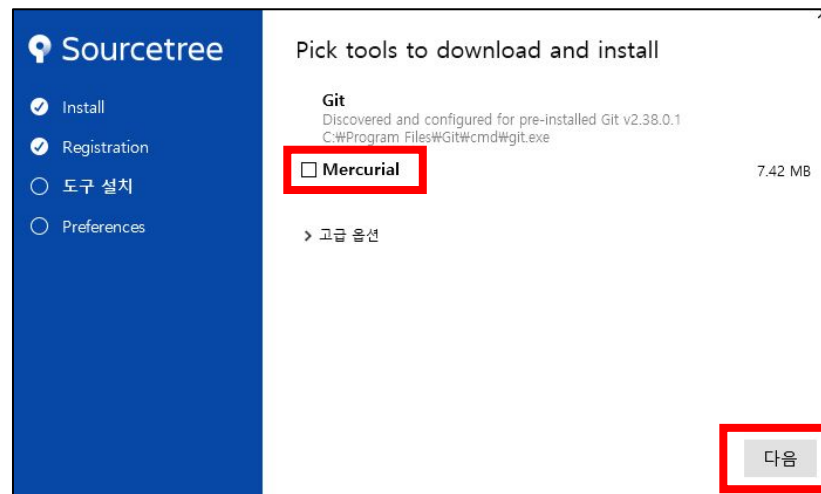 Sourcetree
Install
Registration
도구 설치
Preferences
Pick tools to download and install
Git
Discovered and configured for pre-installed Git v2.38.0.1
C:₩Program Files₩Git₩cmd₩git.exe
Mercurial
7.42 MB
고급 옵션
다음